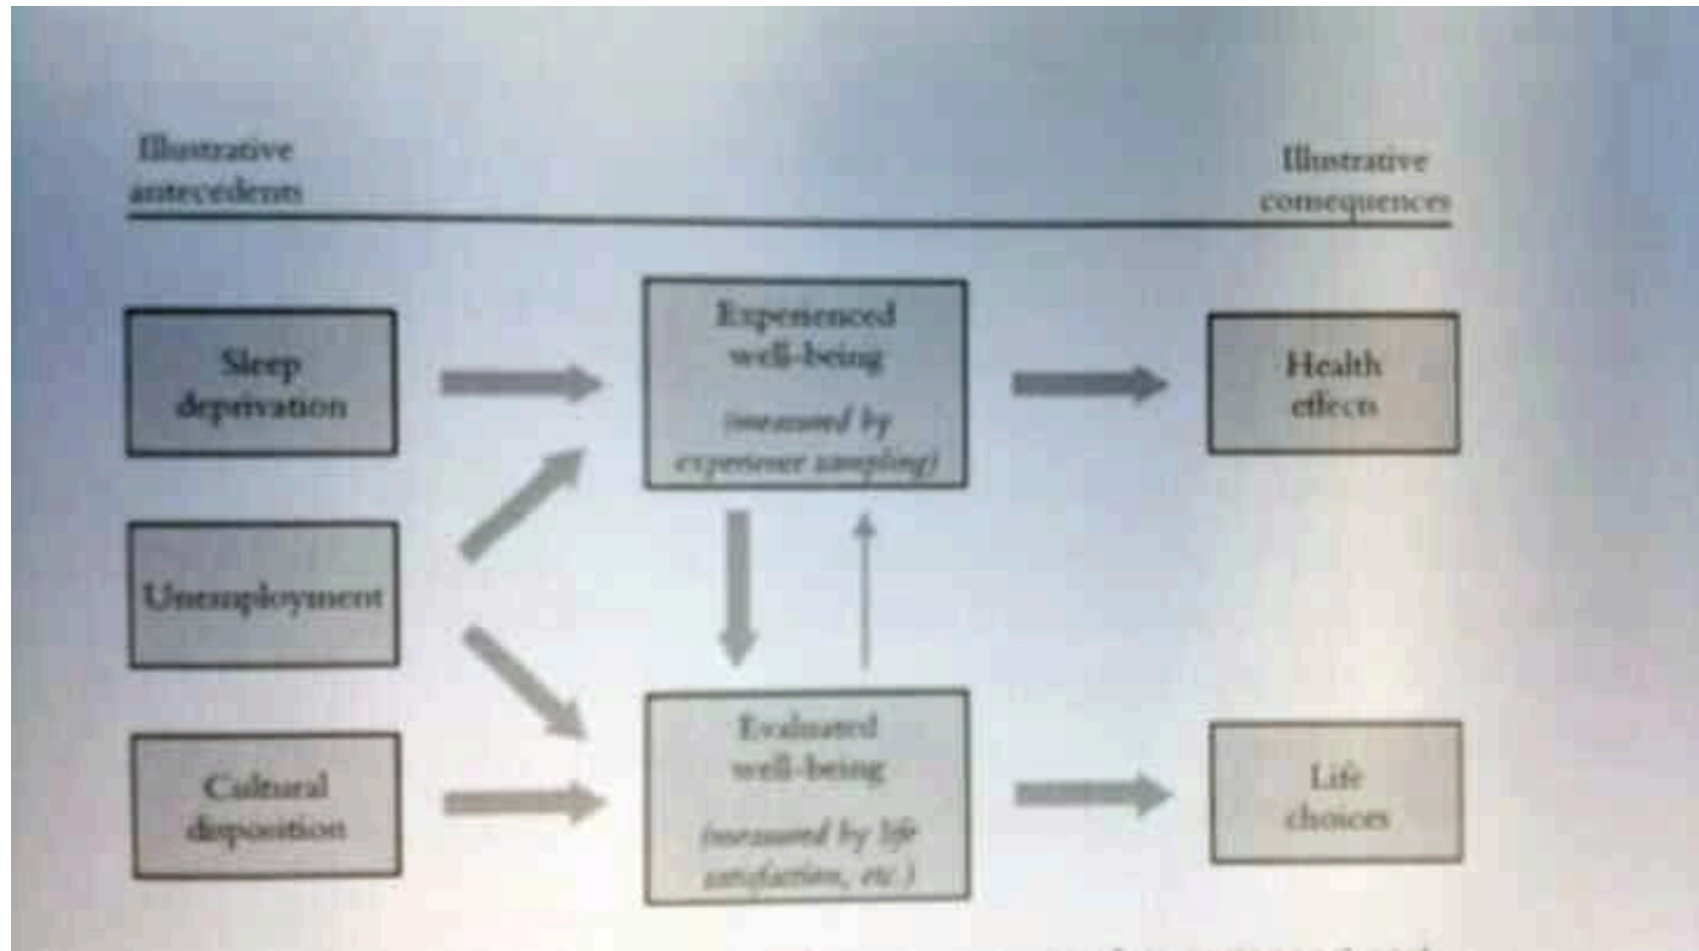 Illustrative
antecedents
Illustrative
consequences
Sleep
deprivation
Experienced
well-being
(measured by
experience sampling)
Health
effects
Unemployment
Cultural
disposition
Evaluated
well-being
(measured by life
satisfaction, etc.)
Life
choices